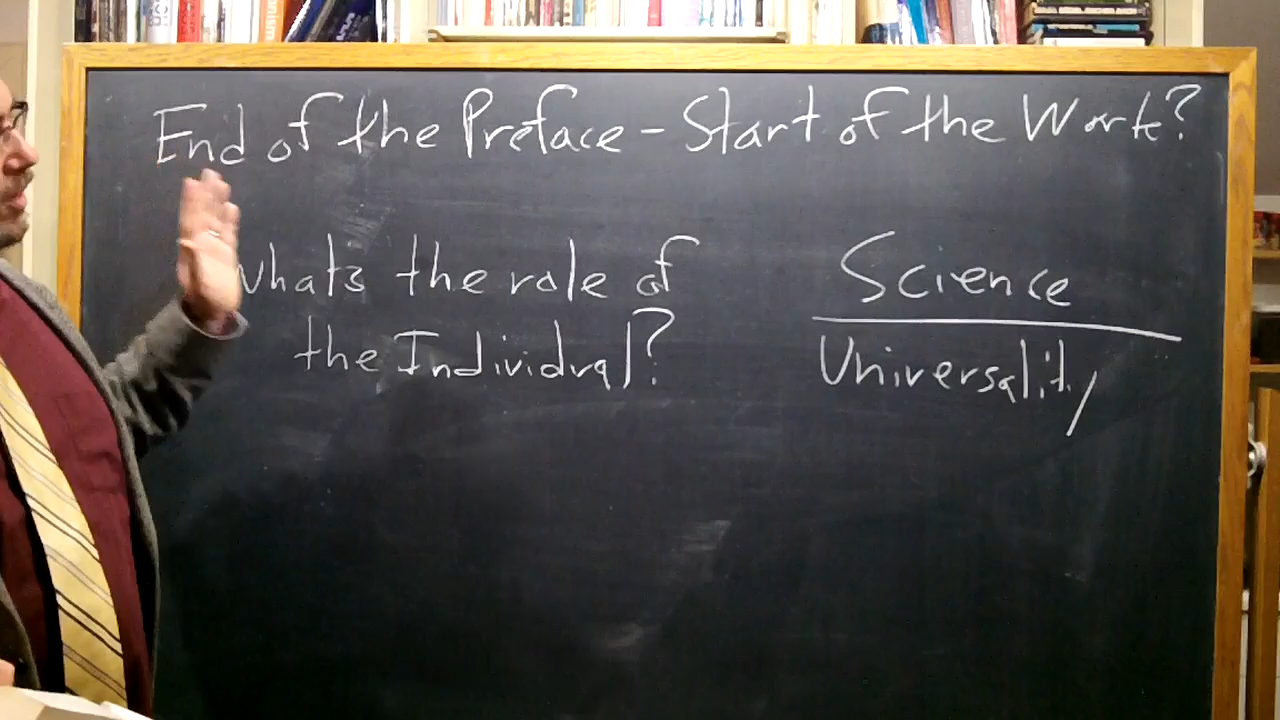 End of the Preface - Start of the Work?
whats the role of
the Individual?
Science
Universality